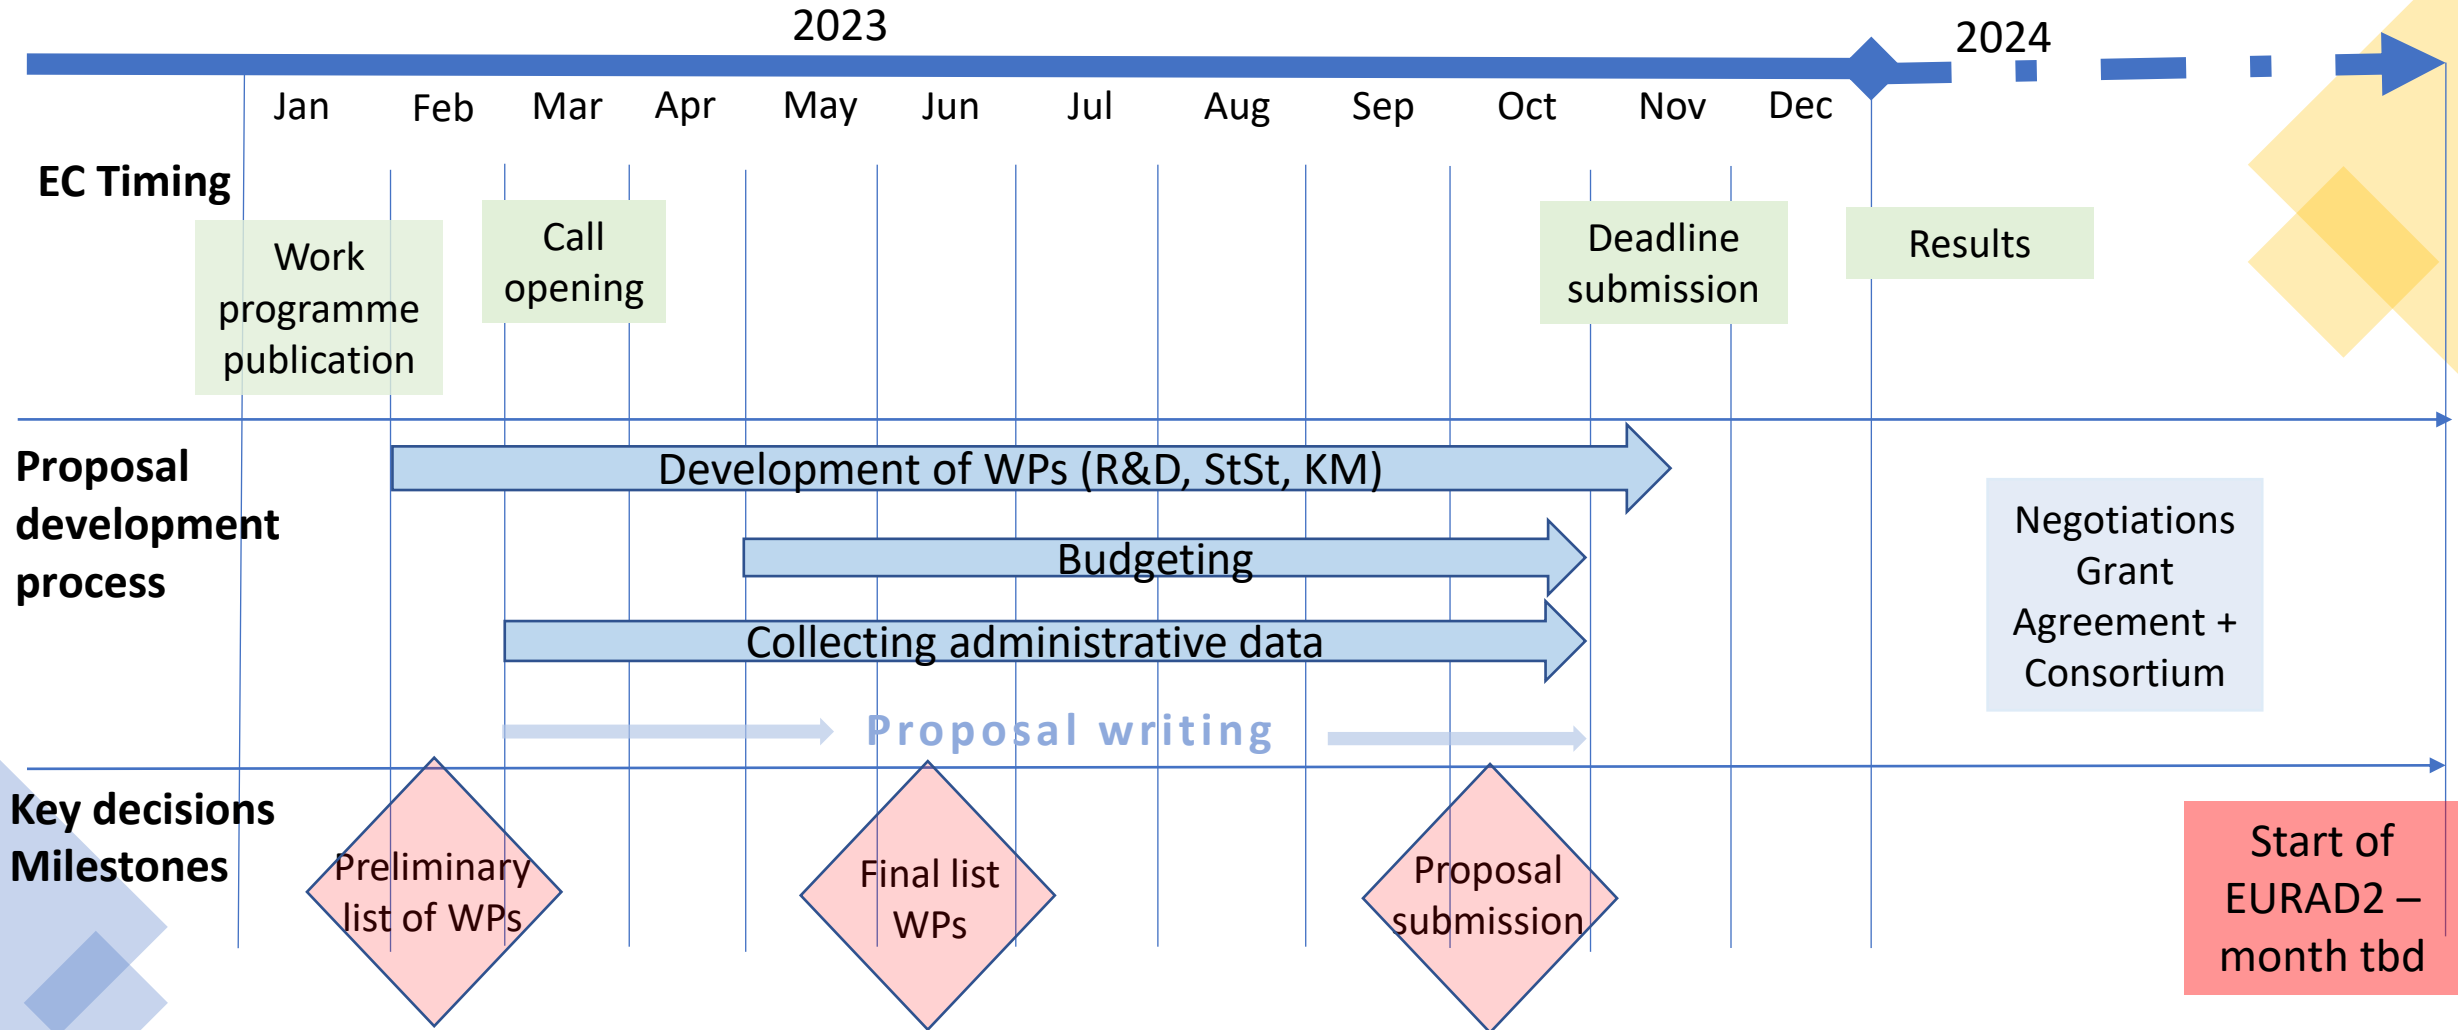 2023
2024
Jan Feb Mar Apr May Jun Jul Aug Sep Oct Nov Dec
EC Timing
Work
programme
publication
Call
opening
Deadline
submission
Results
Proposal
development
process
Development of WPs (R&D, StSt, KM)
Budgeting
Collecting administrative data
Proposal writing
Negotiations
Grant
Agreement +
Consortium
Key decisions
Milestones
Preliminary
list of WPs
Final list
WPs
Proposal
submission
Start of
EURAD2 –
month tbd